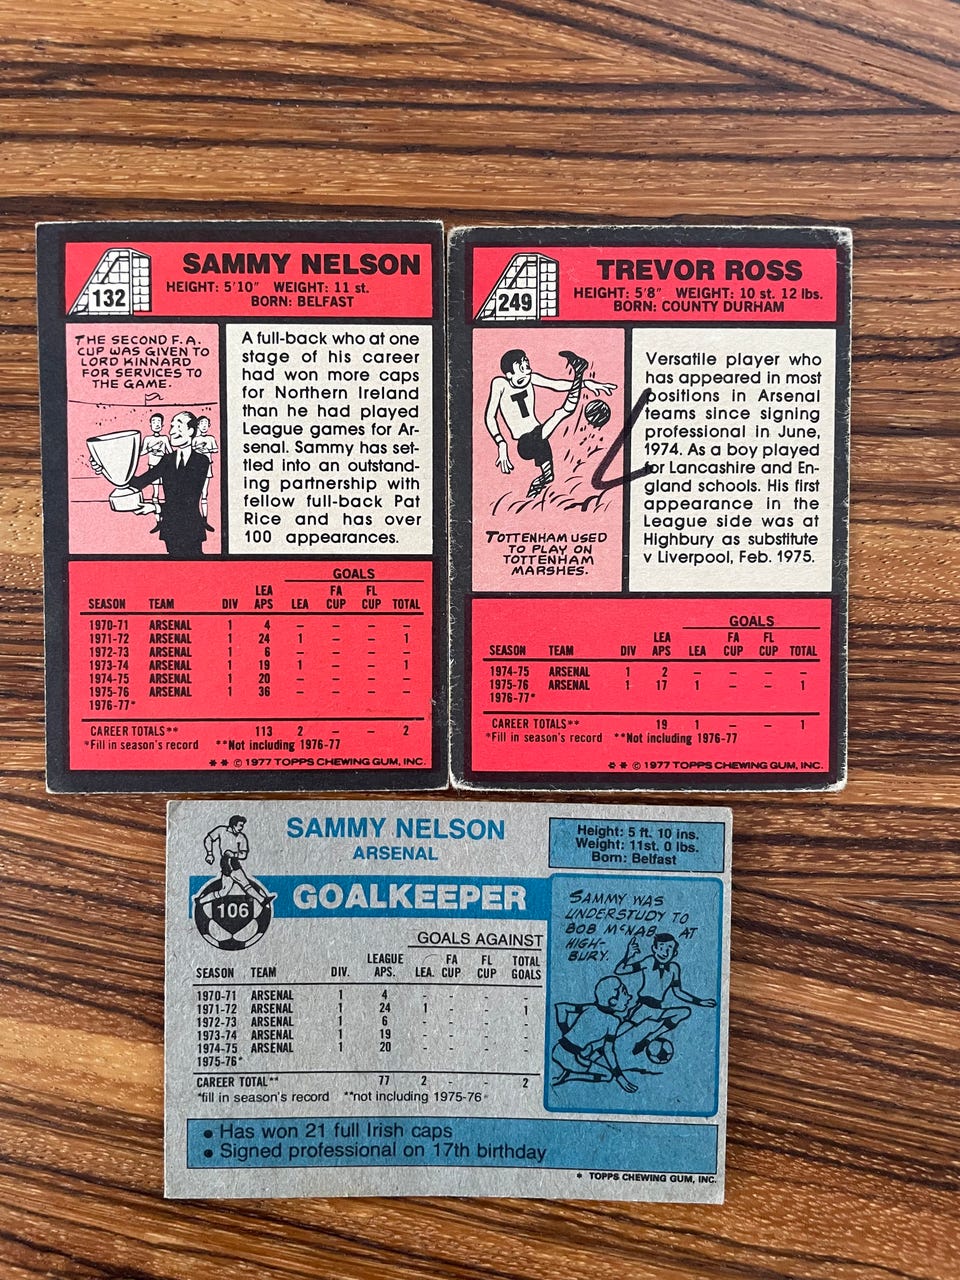 132
SAMMY NELSON
HEIGHT: 5'10" WEIGHT: 11 st.
BORN: BELFAST
THE SECOND F.A.
CUP WAS GIVEN TO
LORD KINNARD
FOR SERVICES TO
THE GAME.
A full-back who at one
stage of his career
had won more caps
for Northern Ireland
than he had played
League games for Ar-
senal. Sammy has set-
tled into an outstand-
ing partnership with
fellow full-back Pat
Rice and has over
100 appearances.
GOALS
LEA FA FL
SEASON TEAM DIV APS LEA CUP CUP TOTAL
1970-71 ARSENAL 1 4 – – – –
1971-72 ARSENAL 1 24 1 – – 1
1972-73 ARSENAL 1 6 – – – –
1973-74 ARSENAL 1 19 1 – – 1
1974-75 ARSENAL 1 20 – – – –
1975-76 ARSENAL 1 36 – – – –
1976-77*
CAREER TOTALS** 113 2 – – 2
*Fill in season's record **Not including 1976-77
** © 1977 TOPPS CHEWING GUM, INC.
249
TREVOR ROSS
HEIGHT: 5'8" WEIGHT: 10 st. 12 lbs.
BORN: COUNTY DURHAM
T
TOTTENHAM USED
TO PLAY ON
TOTTENHAM
MARSHES.
Versatile player who
has appeared in most
positions in Arsenal
teams since signing
professional in June,
1974. As a boy played
for Lancashire and En-
gland schools. His first
appearance in the
League side was at
Highbury as substitute
v Liverpool, Feb. 1975.
GOALS
LEA FA FL
SEASON TEAM DIV APS LEA CUP CUP TOTAL
1974-75 ARSENAL 1 2 – – – –
1975-76 ARSENAL 1 17 1 – – 1
1976-77*
CAREER TOTALS** 19 1 – – 1
*Fill in season's record **Not including 1976-77
** © 1977 TOPPS CHEWING GUM, INC.
SAMMY NELSON
ARSENAL
Height: 5 ft. 10 ins.
Weight: 11st. 0 lbs.
Born: Belfast
106
GOALKEEPER
SAMMY WAS
UNDERSTUDY TO
BOB McNAB AT
HIGH-
BURY.
GOALS AGAINST
LEAGUE FA FL TOTAL
SEASON TEAM DIV. APS. LEA. CUP CUP GOALS
1970-71 ARSENAL 1 4 - - - -
1971-72 ARSENAL 1 24 1 - - 1
1972-73 ARSENAL 1 6 - - - -
1973-74 ARSENAL 1 19 - - - -
1974-75 ARSENAL 1 20 - - - -
1975-76*
CAREER TOTAL** 77 2 - - 2
*fill in season's record **not including 1975-76
• Has won 21 full Irish caps
• Signed professional on 17th birthday
* TOPPS CHEWING GUM, INC.